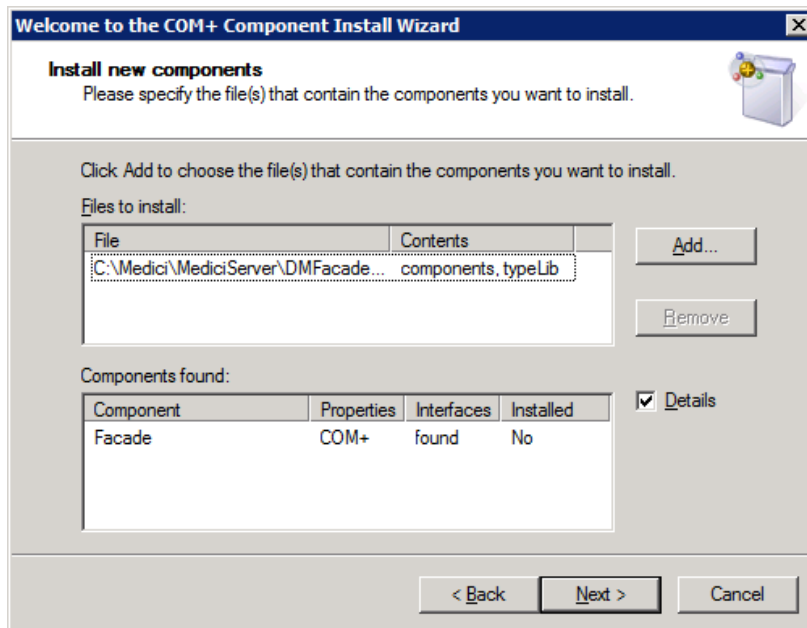 Welcome to the COM+ Component Install Wizard
Install new components
Please specify the file(s) that contain the components you want to install.
Click Add to choose the file(s) that contain the components you want to install.
Files to install:
File Contents
Add...
C:\Medici\MediciServer\DMFacade... components, typeLib
Remove
Components found:
Details
Component Properties Interfaces Installed
Facade COM+ found No
< Back Next > Cancel